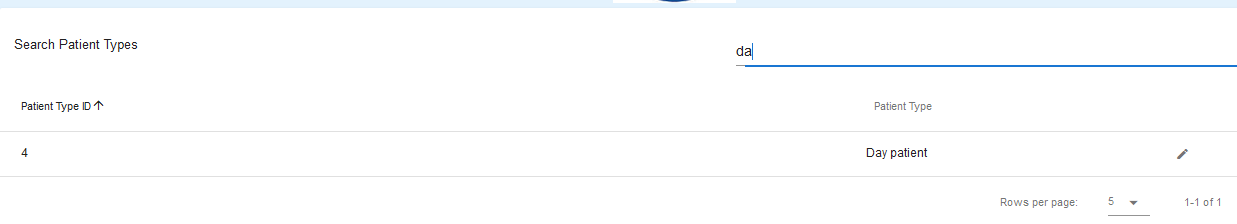 Search Patient Types
da
Patient Type ID Patient Type
4 Day patient
Rows per page: 5 1-1 of 1